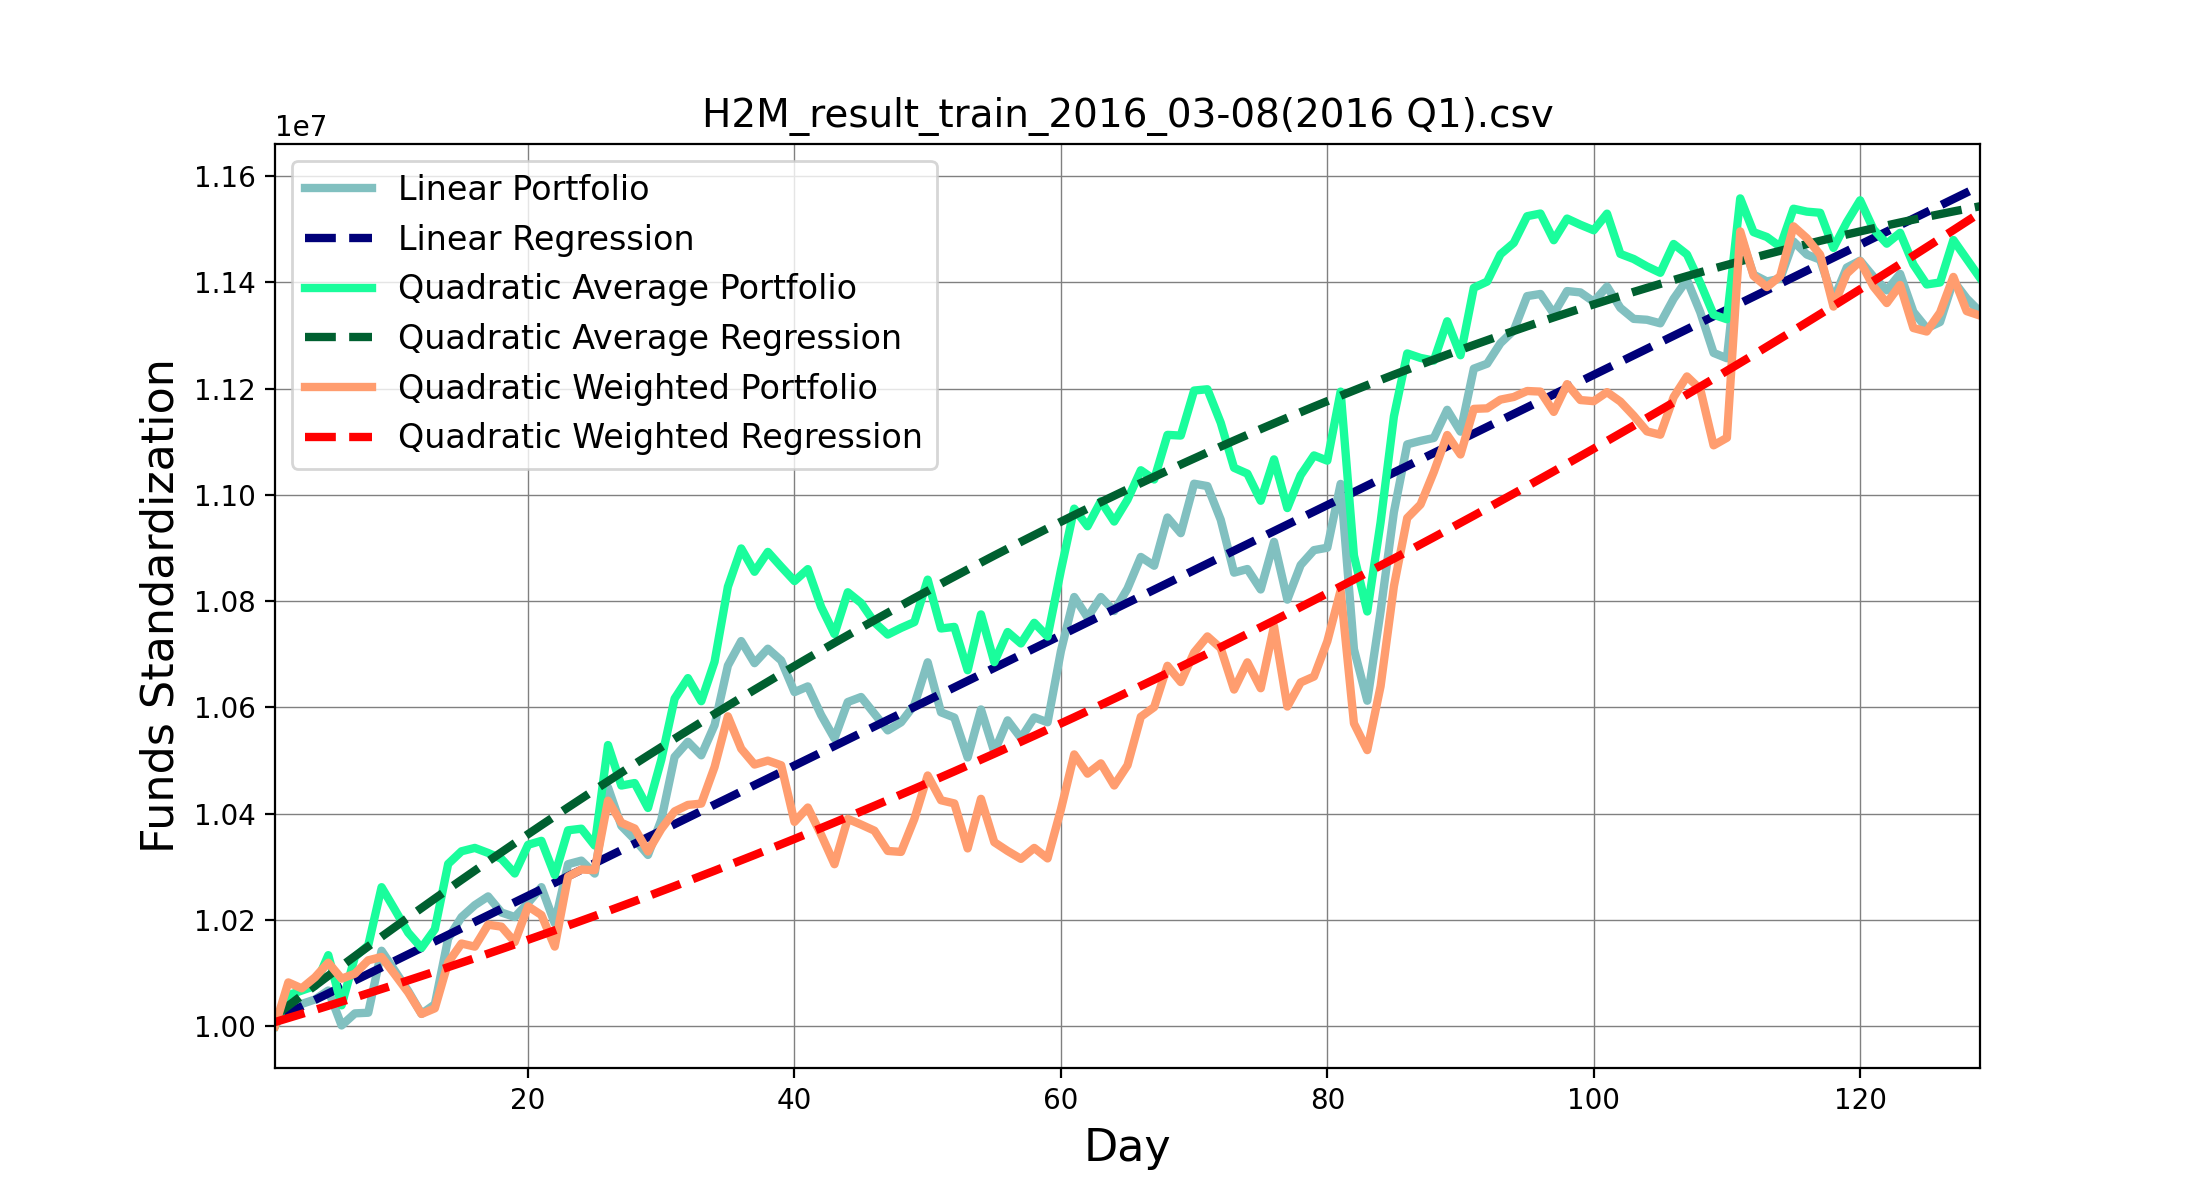 H2M_result_train_2016_03-08(2016 Q1).csv
1e7
1.16
1.14
1.12
1.10
1.08
1.06
1.04
1.02
1.00
Funds Standardization
Linear Portfolio
Linear Regression
Quadratic Average Portfolio
Quadratic Average Regression
Quadratic Weighted Portfolio
Quadratic Weighted Regression
20 40 60 80 100 120
Day